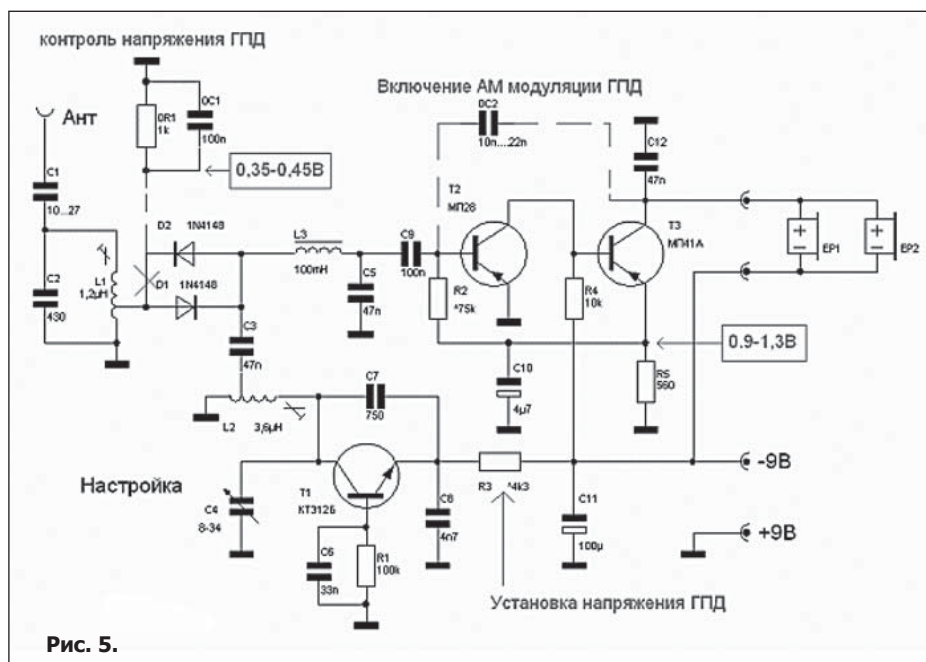 контроль напряжения ГПД
Ант
0R1
1k
0C1
100n
0,35-0,45В
Включение АМ модуляции ГПД
0C2
10n....22n
C12
47n
C1
10...27
D2
1N4148
L3
100mH
C9
100n
T2
МП28
T3
МП41А
EP1
EP2
C2
430
L1
1,2µH
D1
1N4148
C5
47n
R2
*75k
R4
10k
C3
47n
0.9-1,3В
C10
4µ7
R5
560
C7
750
L2
3,6µH
-9В
Настройка
C4
8-34
T1
КТ312Б
R3
*4k3
C8
4n7
C11
100µ
+9В
C6
33n
R1
100k
Установка напряжения ГПД
Рис. 5.